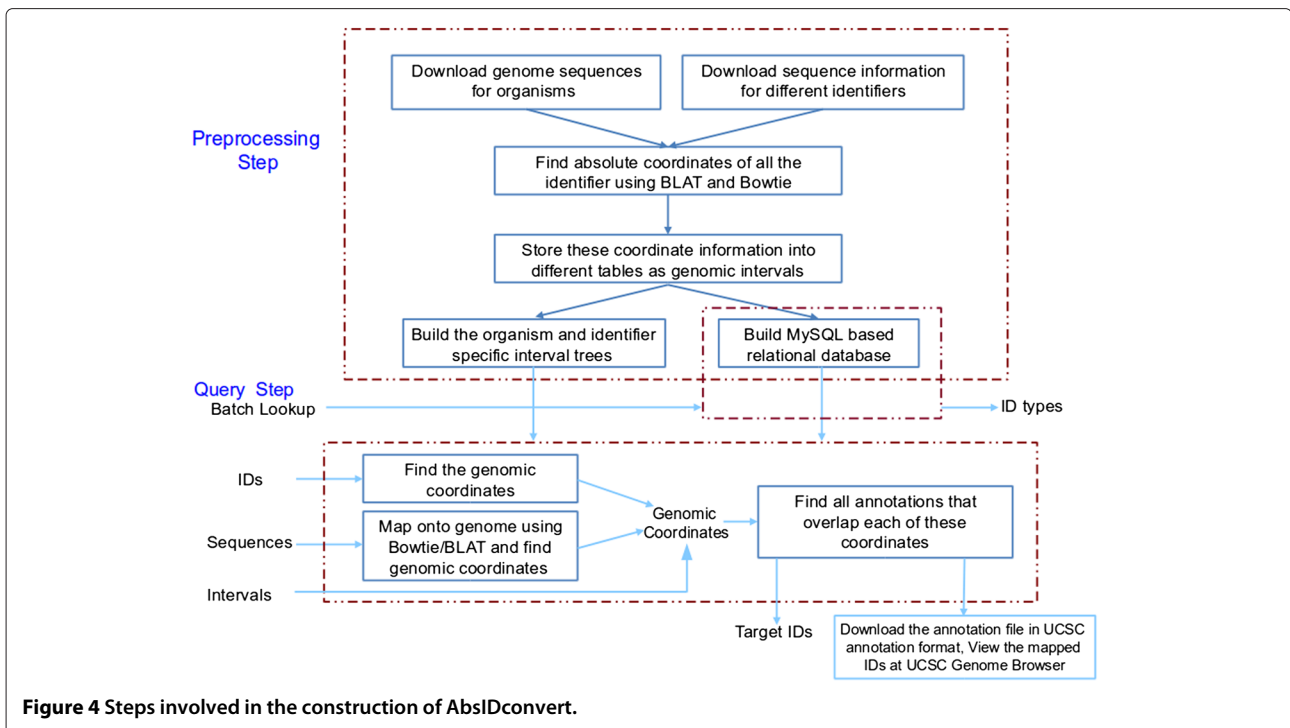 Download genome sequences
for organisms
Download sequence information
for different identifiers
Preprocessing
Step
Find absolute coordinates of all the
identifier using BLAT and Bowtie
Store these coordinate information into
different tables as genomic intervals
Build the organism and identifier
specific interval trees
Build MySQL based
relational database
Query Step
Batch Lookup
ID types
IDs
Find the genomic
coordinates
Sequences
Map onto genome using
Bowtie/BLAT and find
genomic coordinates
Genomic
Coordinates
Find all annotations that
overlap each of these
coordinates
Intervals
Target IDs
Download the annotation file in UCSC
annotation format, View the mapped
IDs at UCSC Genome Browser
Figure 4 Steps involved in the construction of AbsIDconvert.